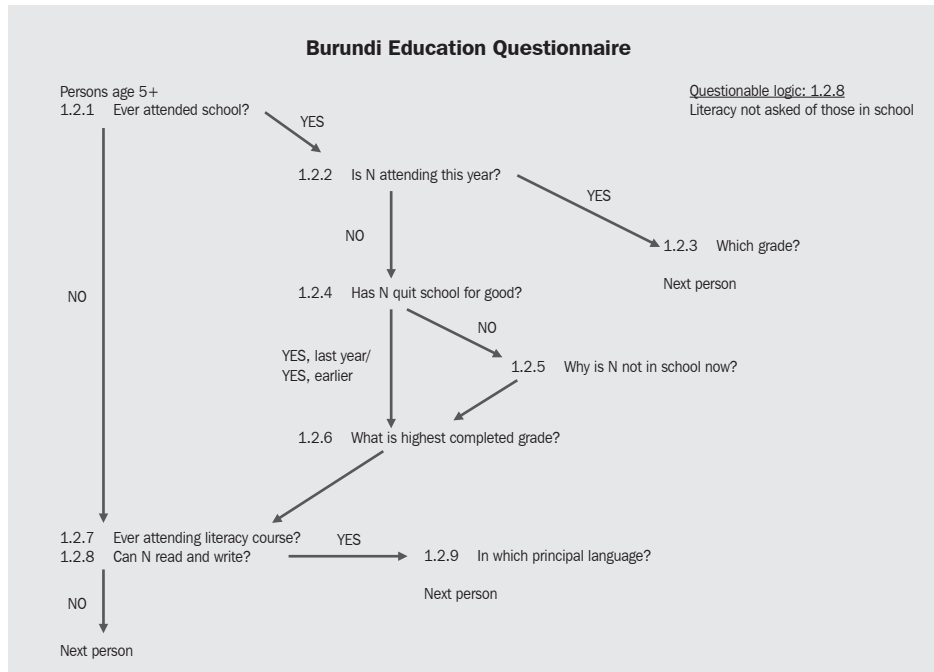 Burundi Education Questionnaire
Persons age 5+
1.2.1 Ever attended school?
Questionable logic: 1.2.8
Literacy not asked of those in school
YES
1.2.2 Is N attending this year?
YES
NO
1.2.3 Which grade?
Next person
NO
1.2.4 Has N quit school for good?
NO
YES, last year/
YES, earlier
1.2.5 Why is N not in school now?
1.2.6 What is highest completed grade?
1.2.7 Ever attending literacy course?
1.2.8 Can N read and write?
YES
1.2.9 In which principal language?
Next person
NO
Next person